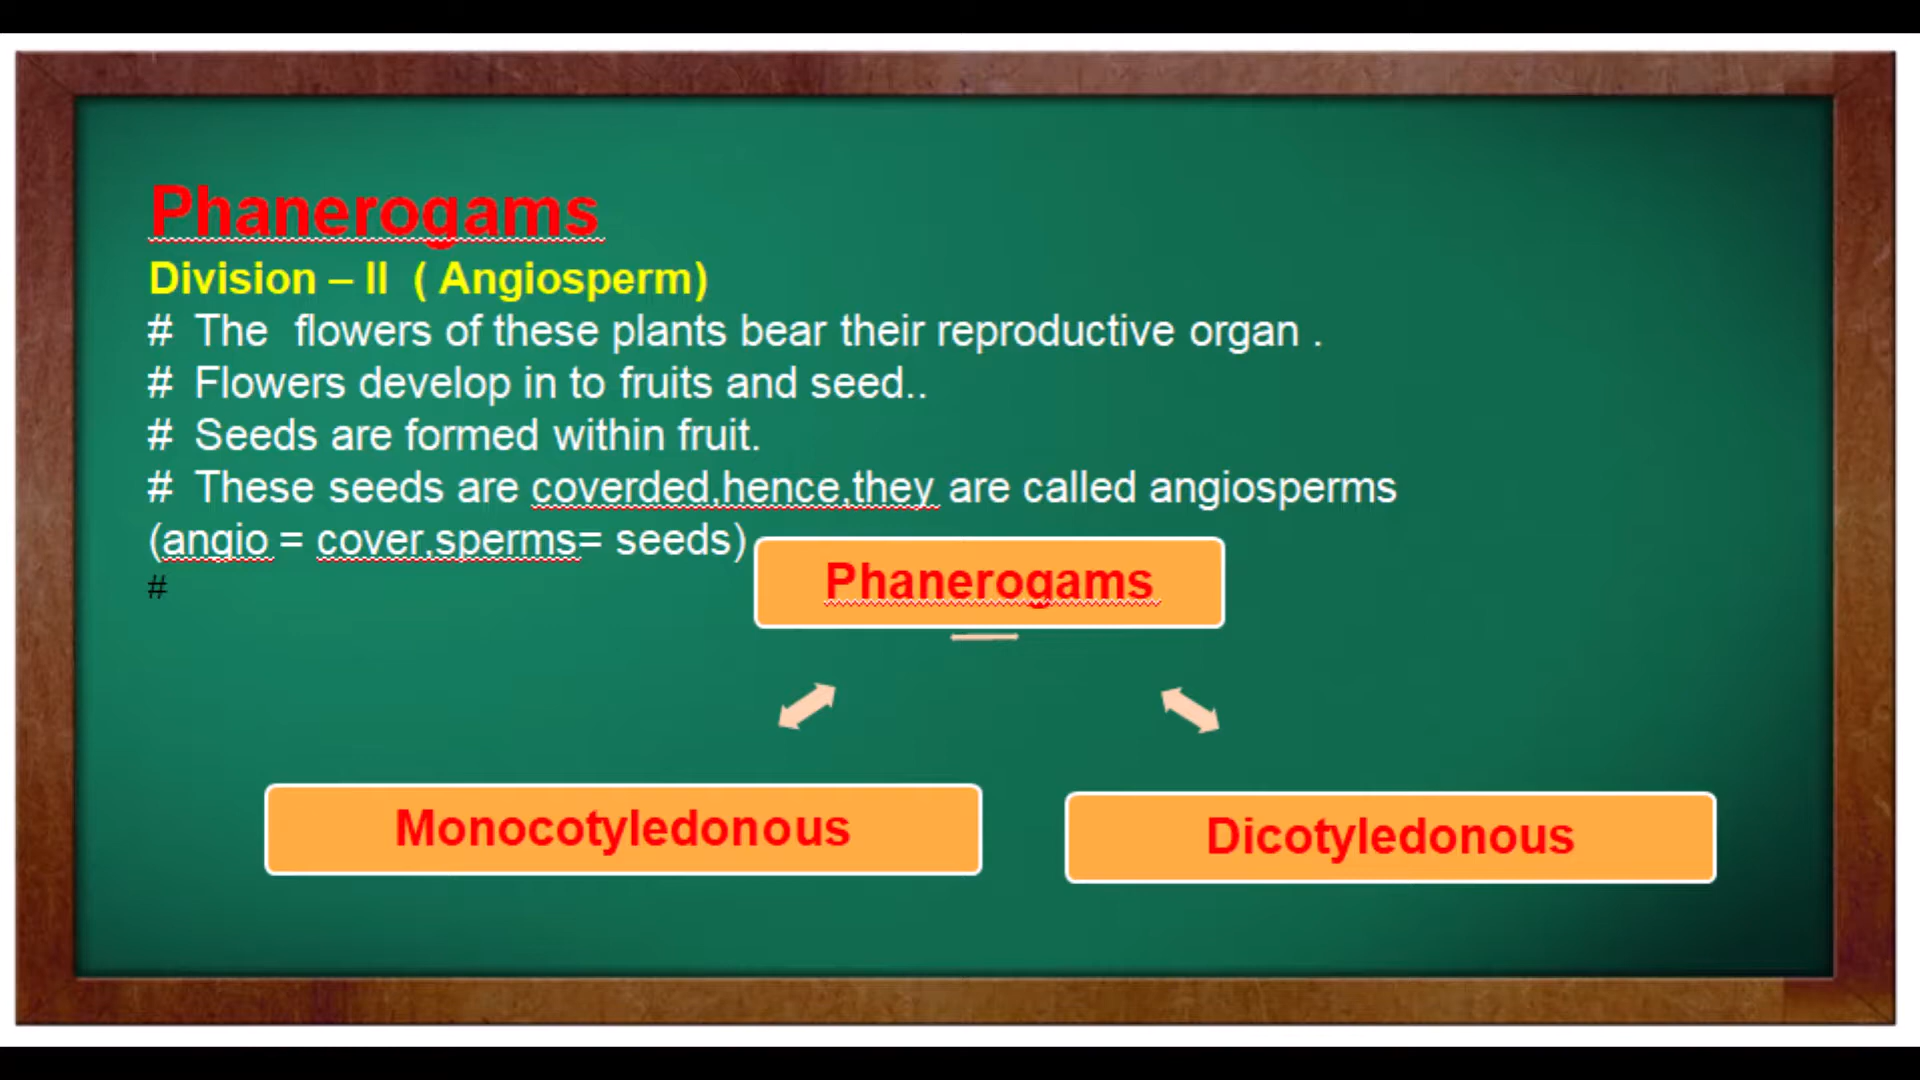 Phanerogams
Division – II ( Angiosperm)
# The flowers of these plants bear their reproductive organ .
# Flowers develop in to fruits and seed..
# Seeds are formed within fruit.
# These seeds are coverded,hence,they are called angiosperms
(angio = cover,sperms= seeds)
#
Phanerogams
Monocotyledonous
Dicotyledonous